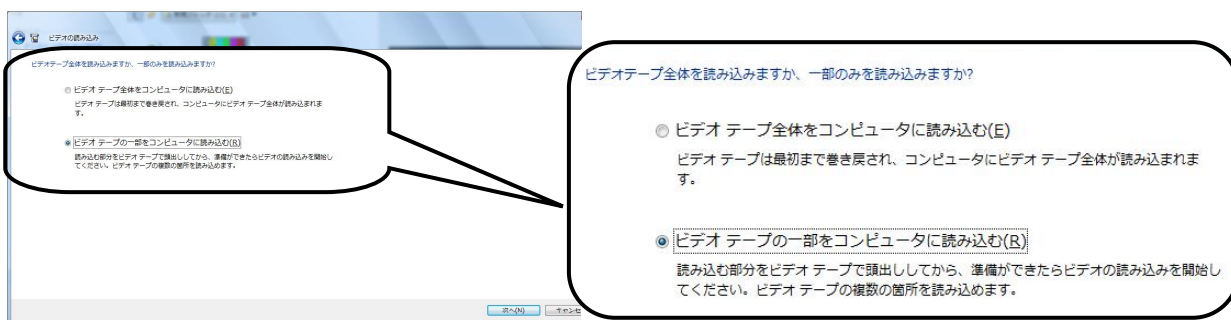 ビデオの読み込み
ビデオテープ全体を読み込みますか、一部のみを読み込みますか?
ビデオ テープ全体をコンピュータに読み込む(E)
ビデオ テープは最初まで巻き戻され、コンピュータにビデオ テープ全体が読み込まれま
す。
ビデオ テープの一部をコンピュータに読み込む(R)
読み込む部分をビデオ テープで頭出ししてから、準備ができたらビデオの読み込みを開始し
てください。ビデオ テープの複数の箇所を読み込めます。
次へ(N)
キャンセ
ビデオテープ全体を読み込みますか、一部のみを読み込みますか?
ビデオ テープ全体をコンピュータに読み込む(E)
ビデオ テープは最初まで巻き戻され、コンピュータにビデオ テープ全体が読み込まれま
す。
ビデオ テープの一部をコンピュータに読み込む(R)
読み込む部分をビデオ テープで頭出ししてから、準備ができたらビデオの読み込みを開始し
てください。ビデオ テープの複数の箇所を読み込めます。